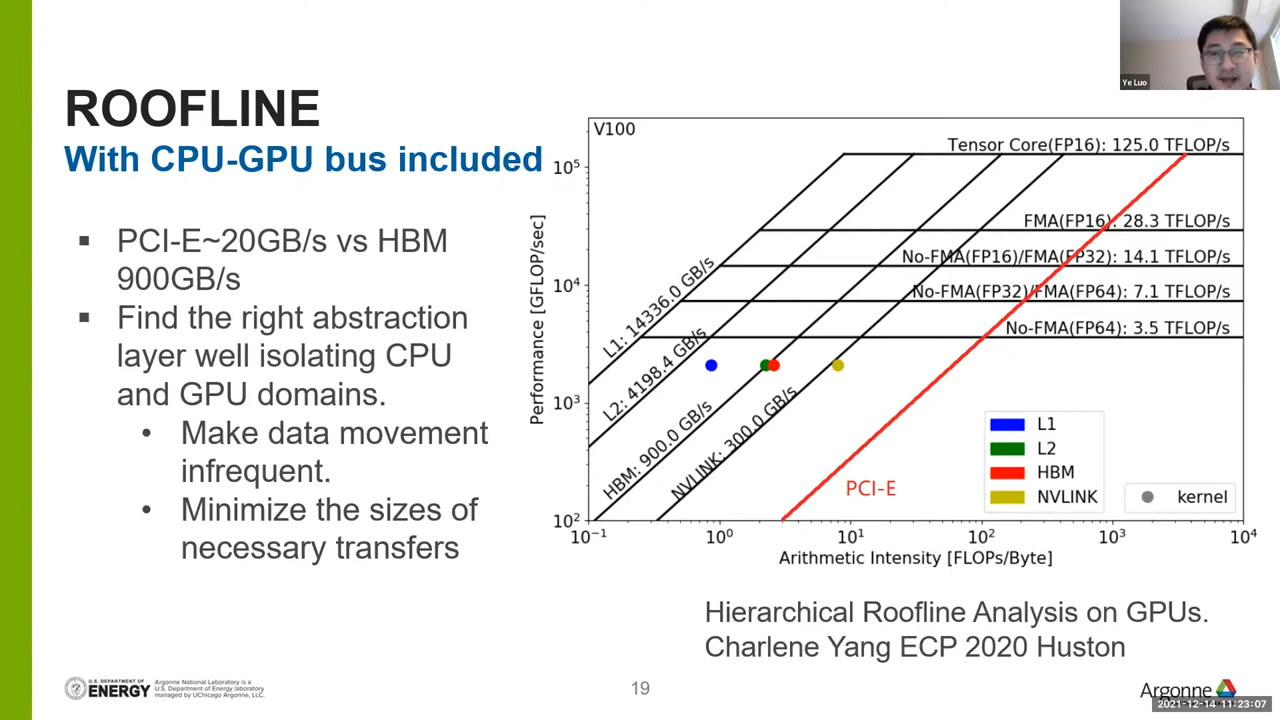 ROOFLINE
With CPU-GPU bus included
▪ PCI-E~20GB/s vs HBM
900GB/s
▪ Find the right abstraction
layer well isolating CPU
and GPU domains.
• Make data movement
infrequent.
• Minimize the sizes of
necessary transfers
Ye Luo
V100
Tensor Core(FP16): 125.0 TFLOP/s
FMA(FP16): 28.3 TFLOP/s
No-FMA(FP16)/FMA(FP32): 14.1 TFLOP/s
No-FMA(FP32)/FMA(FP64): 7.1 TFLOP/s
No-FMA(FP64): 3.5 TFLOP/s
L1: 14336.0 GB/s
L2: 4198.4 GB/s
HBM: 900.0 GB/s
NVLINK: 300.0 GB/s
PCI-E
L1
L2
HBM
NVLINK
kernel
Performance [GFLOP/sec]
10⁵
10⁴
10³
10²
10⁻¹ 10⁰ 10¹ 10² 10³ 10⁴
Arithmetic Intensity [FLOPs/Byte]
Hierarchical Roofline Analysis on GPUs.
Charlene Yang ECP 2020 Huston
U.S. DEPARTMENT OF
ENERGY
Argonne National Laboratory is a
U.S. Department of Energy laboratory
managed by UChicago Argonne, LLC.
19
Argonne
2021-12-14 11:23:07